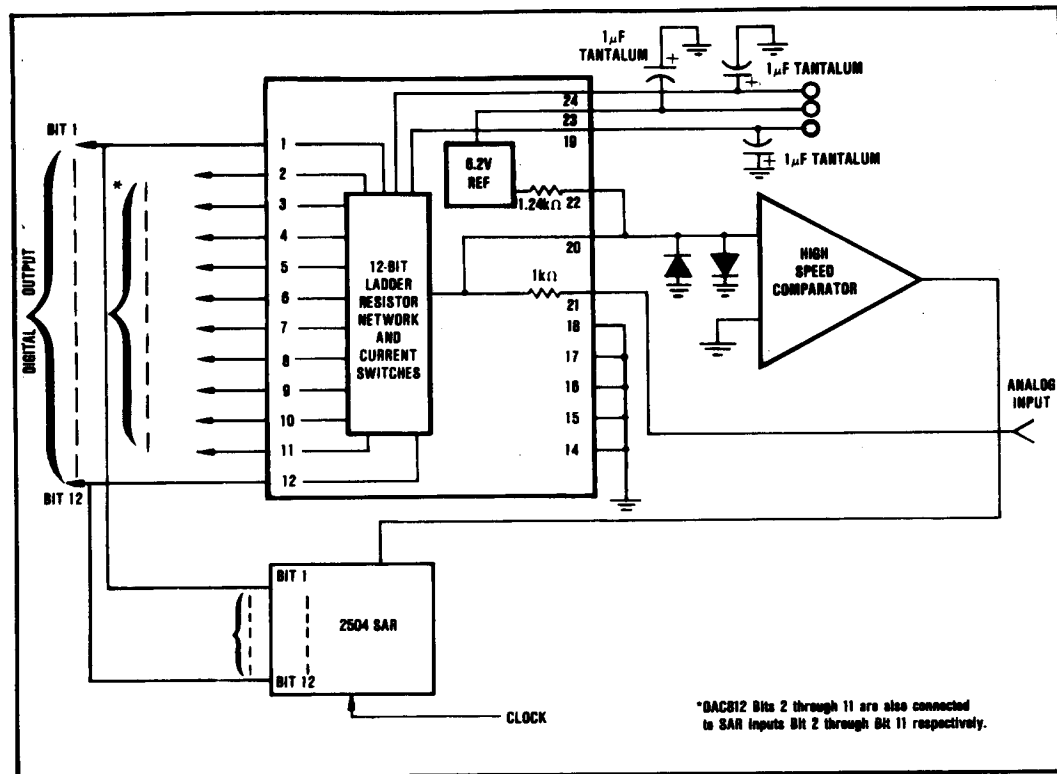 1μF
TANTALUM
1μF TANTALUM
24
23
19
1μF TANTALUM
BIT 1
1
2
*
3
4
5
6
7
8
9
10
11
12
BIT 12
DIGITAL OUTPUT
6.2V
REF
1.24kΩ
22
20
1kΩ
21
18
17
16
15
14
12-BIT
LADDER
RESISTOR
NETWORK
AND
CURRENT
SWITCHES
HIGH
SPEED
COMPARATOR
ANALOG
INPUT
BIT 1
2504 SAR
BIT 12
CLOCK
*DAC812 Bits 2 through 11 are also connected
to SAR inputs Bit 2 through Bit 11 respectively.
+
+
+